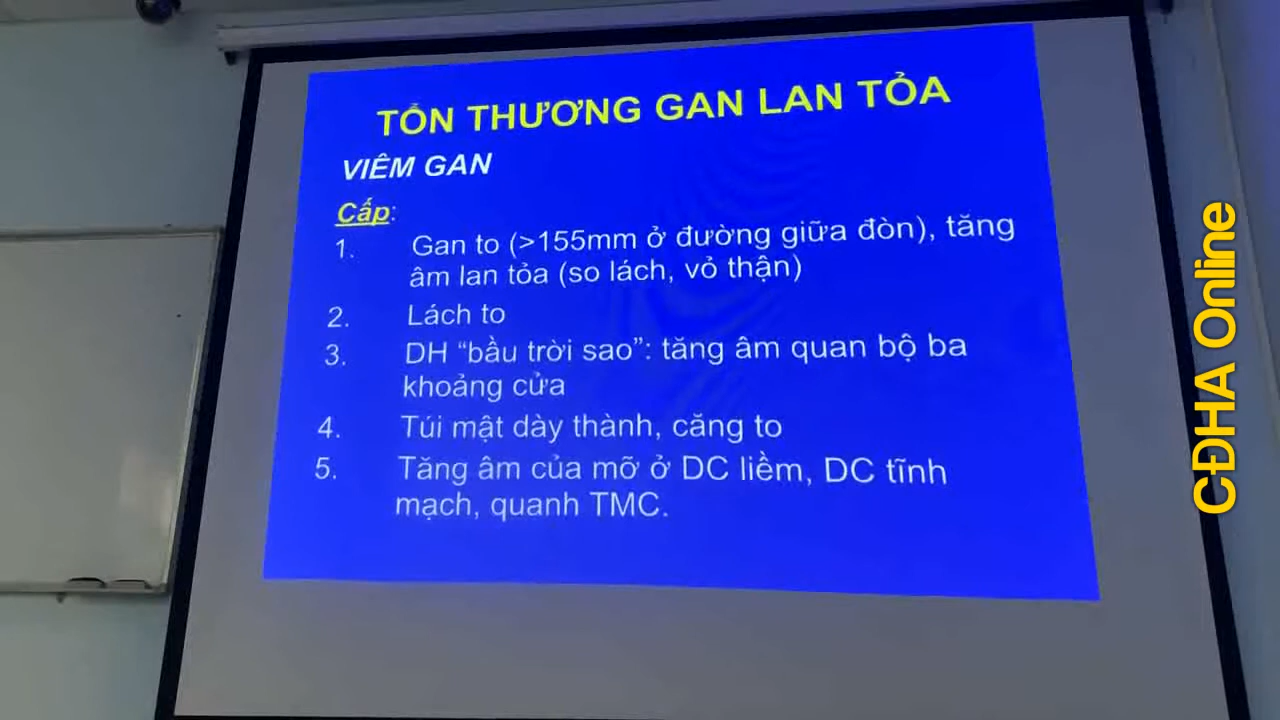 TỔN THƯƠNG GAN LAN TỎA
VIÊM GAN
Cấp:
1. Gan to (>155mm ở đường giữa đòn), tăng
âm lan tỏa (so lách, vỏ thận)
2. Lách to
3. DH “bầu trời sao”: tăng âm quan bộ ba
khoảng cửa
4. Túi mật dày thành, căng to
5. Tăng âm của mỡ ở DC liềm, DC tĩnh
mạch, quanh TMC.
CĐHA Online